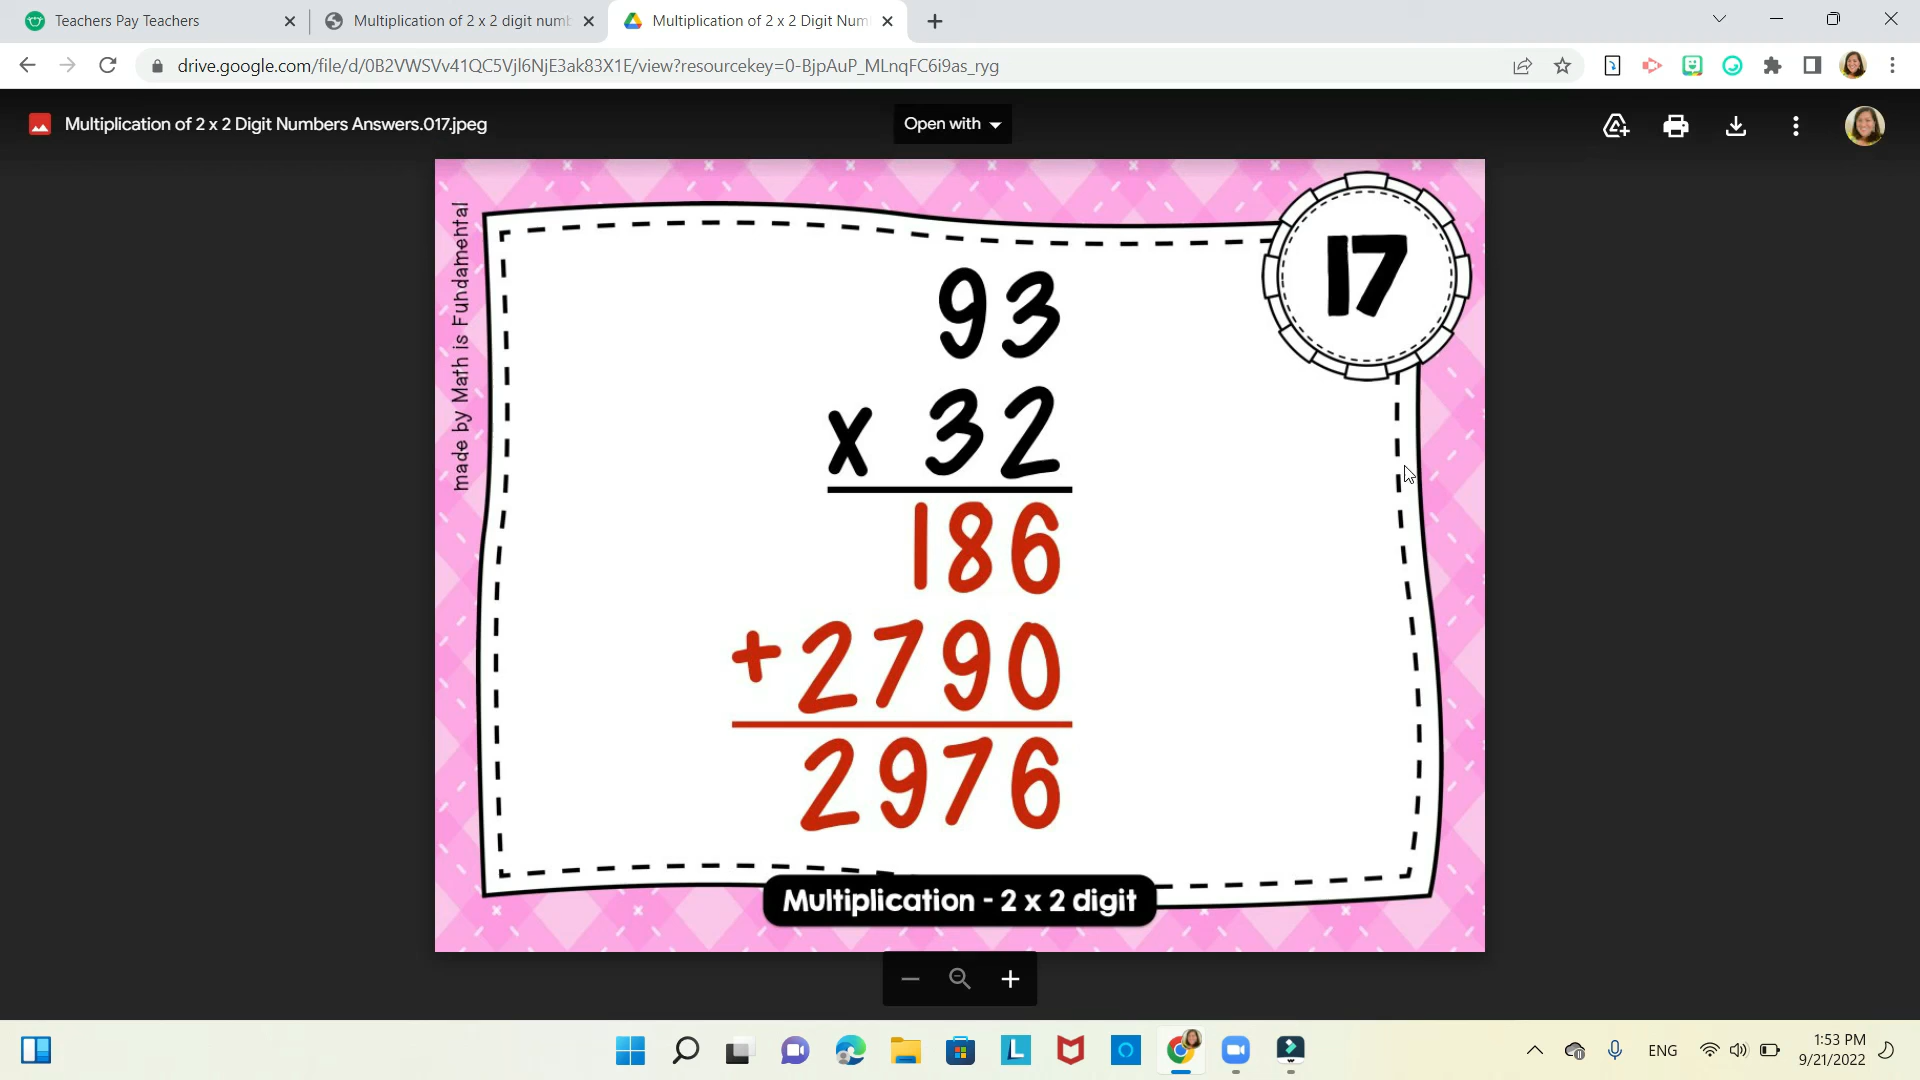 Teachers Pay Teachers
Multiplication of 2 x 2 digit numb
Multiplication of 2 x 2 Digit Num
drive.google.com/file/d/0B2VWSVv41QC5Vjl6NjE3ak83X1E/view?resourcekey=0-BjpAuP_MLnqFC6i9as_ryg
Multiplication of 2 x 2 Digit Numbers Answers.017.jpeg
Open with
made by Math is Fundamental
17
93
x 32
186
+2790
2976
Multiplication - 2 x 2 digit
ENG
1:53 PM
9/21/2022